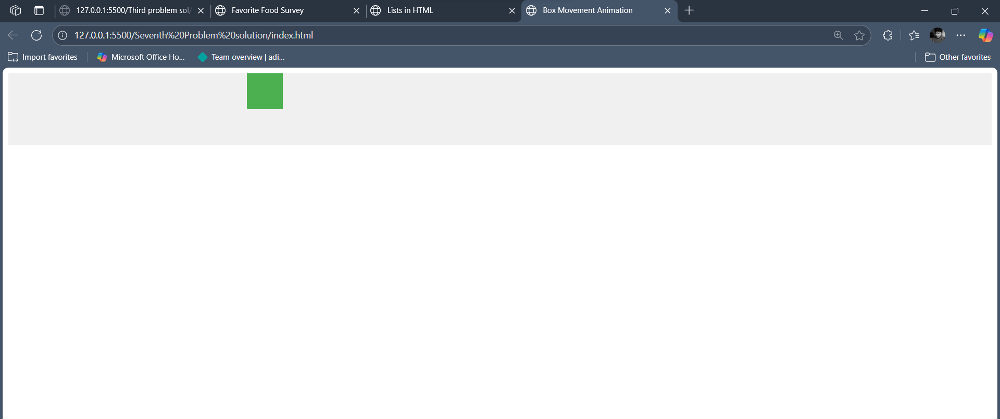 127.0.0.1:5500/Third problem sol/
Favorite Food Survey
Lists in HTML
Box Movement Animation
127.0.0.1:5500/Seventh%20Problem%20solution/index.html
Import favorites
Microsoft Office Ho...
Team overview | adi...
Other favorites